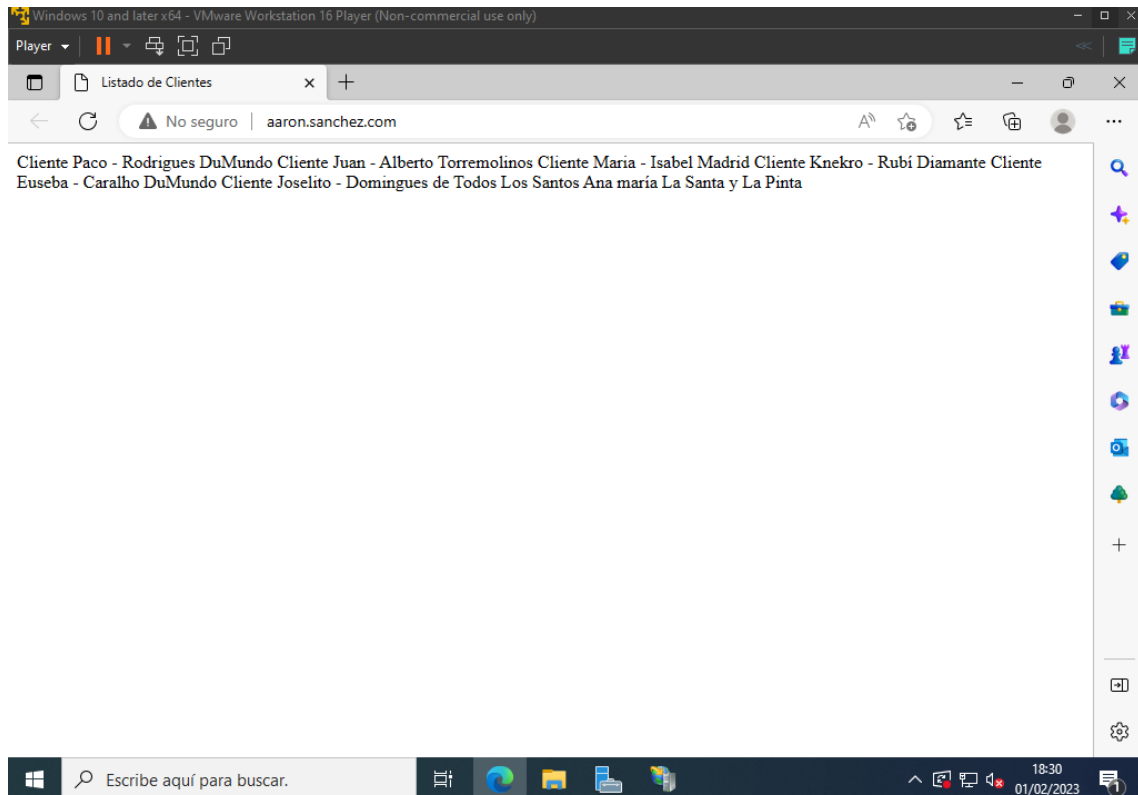 Windows 10 and later x64 - VMware Workstation 16 Player (Non-commercial use only)
Player
Listado de Clientes
No seguro | aaron.sanchez.com
Cliente Paco - Rodrigues DuMundo Cliente Juan - Alberto Torremolinos Cliente Maria - Isabel Madrid Cliente Knekro - Rubí Diamante Cliente
Euseba - Caralho DuMundo Cliente Joselito - Domingues de Todos Los Santos Ana maría La Santa y La Pinta
Escribe aquí para buscar.
18:30
01/02/2023
1